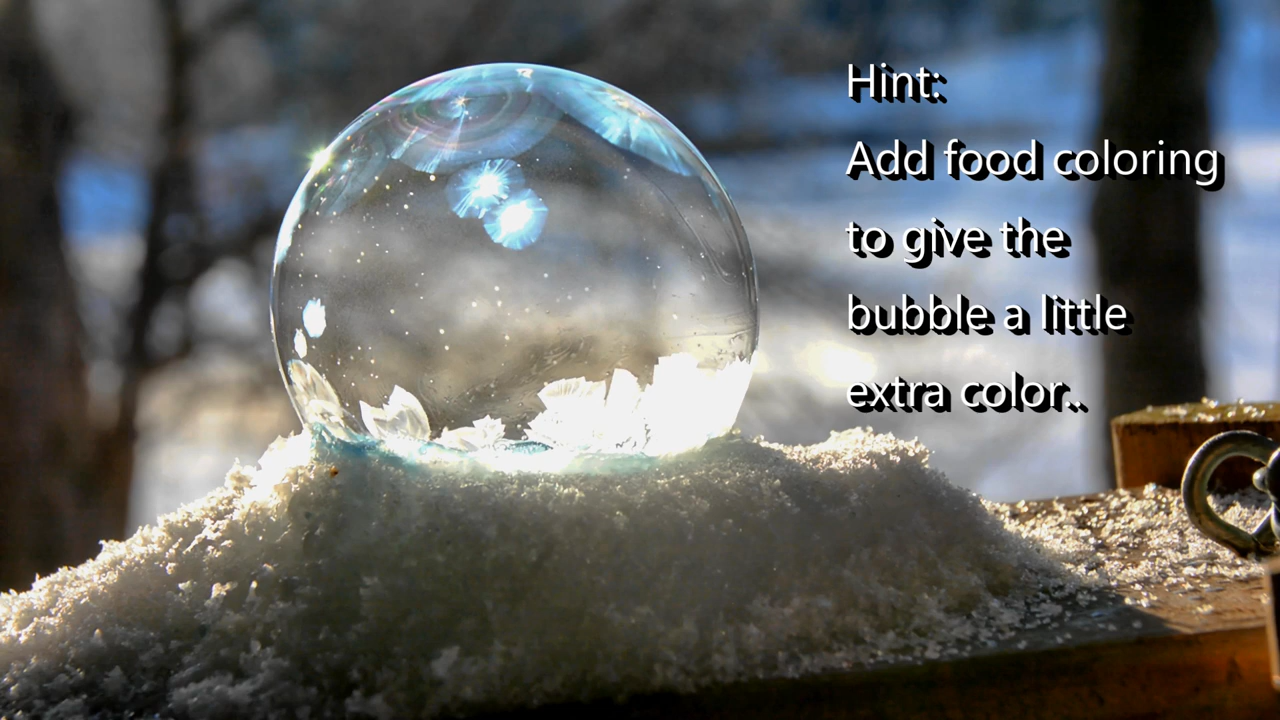 Hint:
Add food coloring
to give the
bubble a little
extra color..